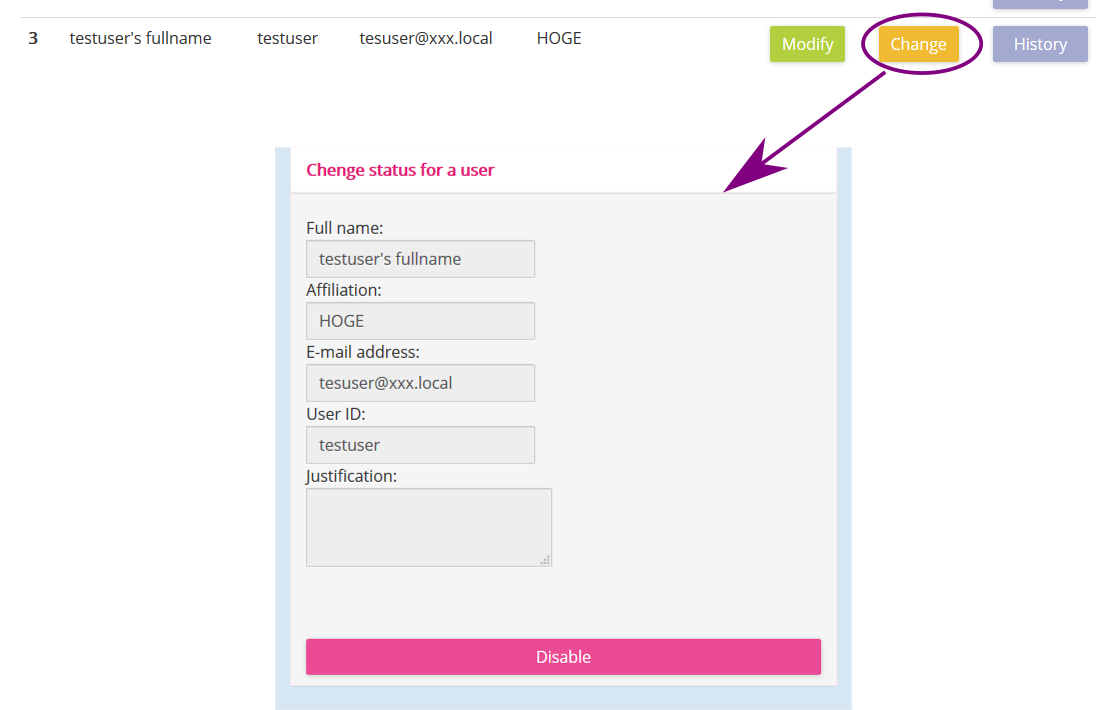 3 testuser's fullname testuser tesuser@xxx.local HOGE Modify Change History
Chenge status for a user
Full name:
testuser's fullname
Affiliation:
HOGE
E-mail address:
tesuser@xxx.local
User ID:
testuser
Justification:
Disable